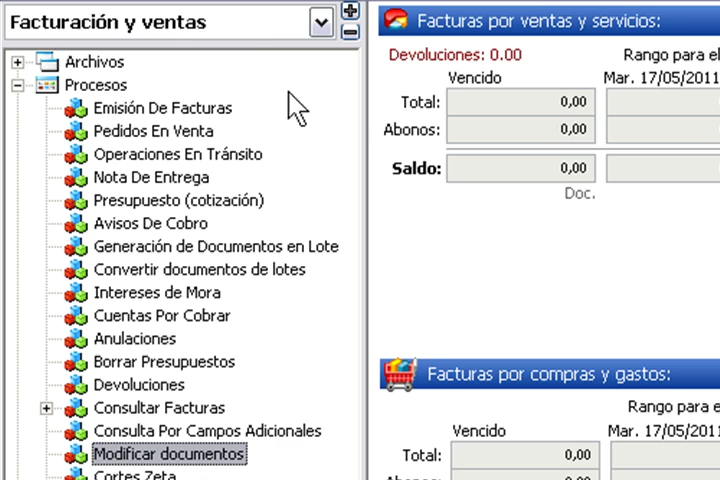 Facturación y ventas
Archivos
Procesos
Emisión De Facturas
Pedidos En Venta
Operaciones En Tránsito
Nota De Entrega
Presupuesto (cotización)
Avisos De Cobro
Generación de Documentos en Lote
Convertir documentos de lotes
Intereses de Mora
Cuentas Por Cobrar
Anulaciones
Borrar Presupuestos
Devoluciones
Consultar Facturas
Consulta Por Campos Adicionales
Modificar documentos
Cortes Zeta
Facturas por ventas y servicios:
Devoluciones: 0.00 Rango para el
Vencido Mar. 17/05/2011
Total: 0,00
Abonos: 0,00
Saldo: 0,00
Doc.
Facturas por compras y gastos:
Rango para e
Vencido Mar. 17/05/2011
Total: 0,00
Abonos: 0,00